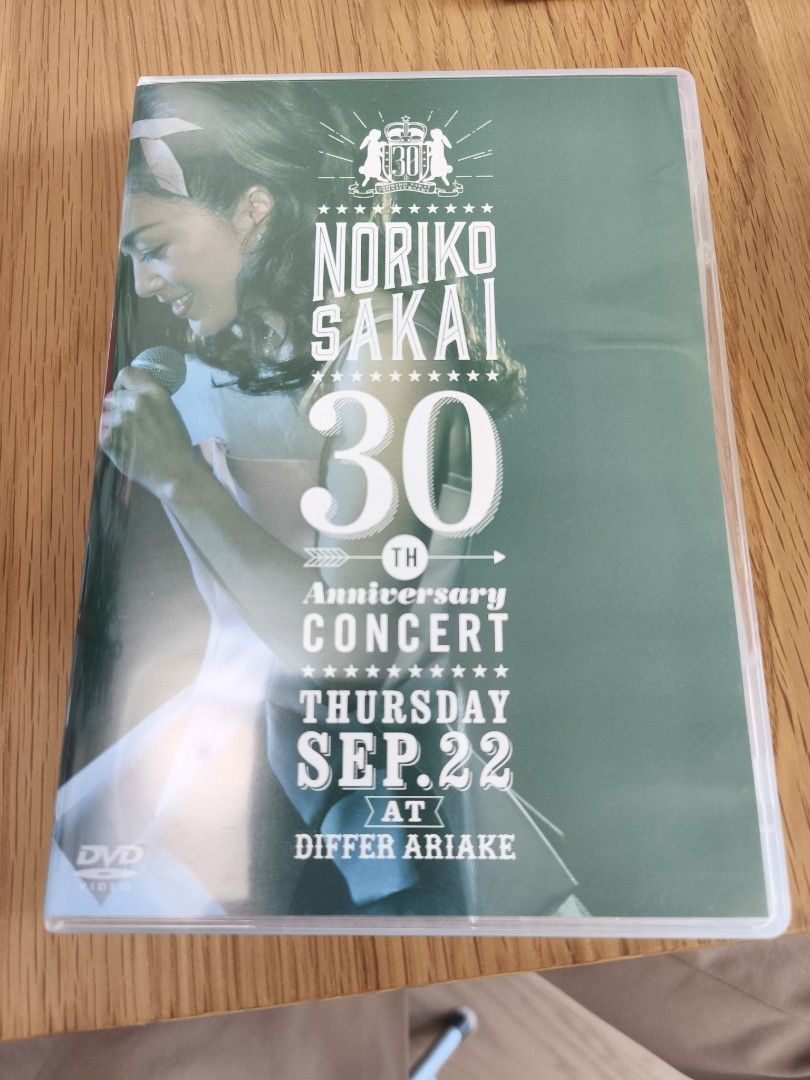 30
NORIKO
SAKAI
30
TH
Anniversary
CONCERT
THURSDAY
SEP.22
AT
DIFFER ARIAKE
DVD
VIDEO